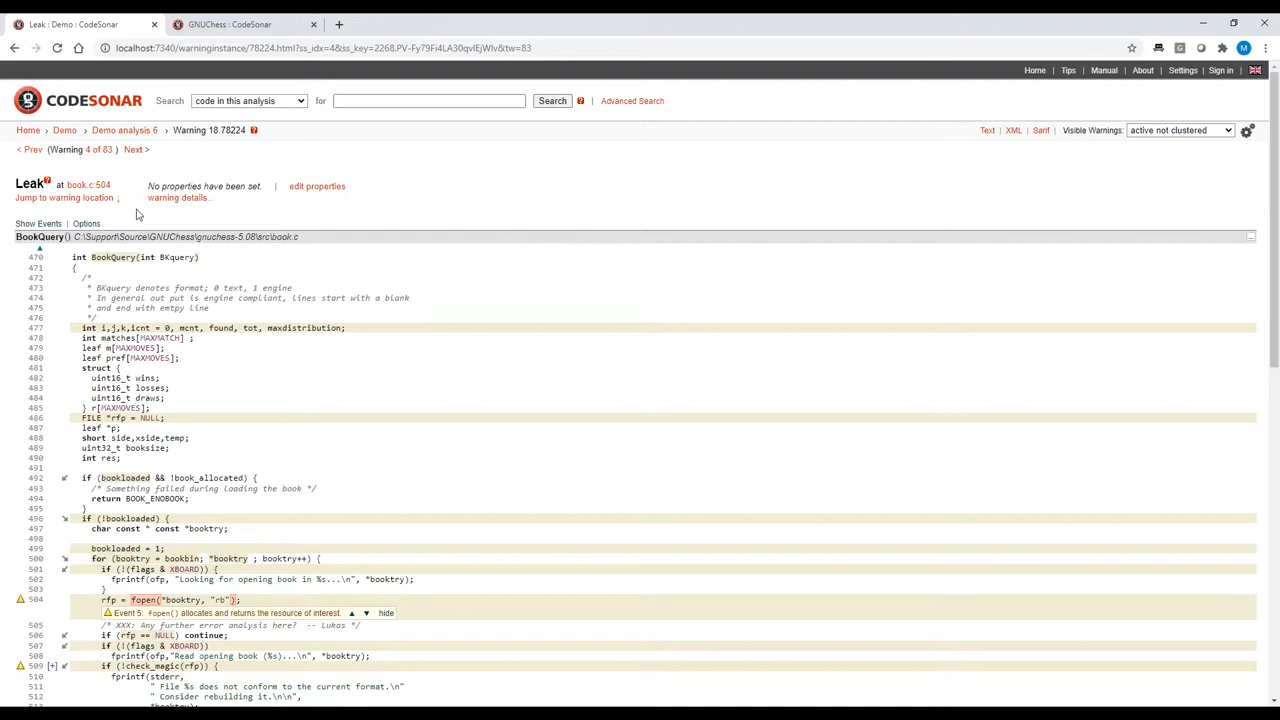 Leak : Demo : CodeSonar × GNUChess : CodeSonar × +
localhost:7340/warninginstance/78224.html?ss_idx=4&ss_key=2268.PV-Fy79Fi4LA30qvlEjWlv&tw=83 M
Home | Tips | Manual | About | Settings | Sign in |
CODESONAR Search code in this analysis for Search ? | Advanced Search
Home › Demo › Demo analysis 6 › Warning 18.78224 ? Text | XML | Sarif | Visible Warnings: active not clustered
< Prev (Warning 4 of 83 ) Next >
Leak? at book.c:504 No properties have been set. | edit properties
Jump to warning location ↓ warning details...
Show Events | Options
BookQuery() C:\Support\Source\GNUChess\gnuchess-5.08\src\book.c
470 int BookQuery(int BKquery)
471 {
472 /*
473 * BKquery denotes format; 0 text, 1 engine
474 * In general out put is engine compliant, lines start with a blank
475 * and end with emtpy line
476 */
477 int i,j,k,icnt = 0, mcnt, found, tot, maxdistribution;
478 int matches[MAXMATCH] ;
479 leaf m[MAXMOVES];
480 leaf pref[MAXMOVES];
481 struct {
482 uint16_t wins;
483 uint16_t losses;
484 uint16_t draws;
485 } r[MAXMOVES];
486 FILE *rfp = NULL;
487 leaf *p;
488 short side,xside,temp;
489 uint32_t booksize;
490 int res;
491
492 if (bookloaded && !book_allocated) {
493 /* Something failed during loading the book */
494 return BOOK_ENOBOOK;
495 }
496 if (!bookloaded) {
497 char const * const *booktry;
498
499 bookloaded = 1;
500 for (booktry = bookbin; *booktry ; booktry++) {
501 if (!(flags & XBOARD)) {
502 fprintf(ofp, "Looking for opening book in %s...\n", *booktry);
503 }
504 rfp = fopen(*booktry, "rb");
Event 5: fopen() allocates and returns the resource of interest. ▲ ▼ hide
505 /* XXX: Any further error analysis here? -- Lukas */
506 if (rfp == NULL) continue;
507 if (!(flags & XBOARD))
508 fprintf(ofp,"Read opening book (%s)...\n", *booktry);
509 [+] if (!check_magic(rfp)) {
510 fprintf(stderr,
511 " File %s does not conform to the current format.\n"
512 " Consider rebuilding it.\n\n",